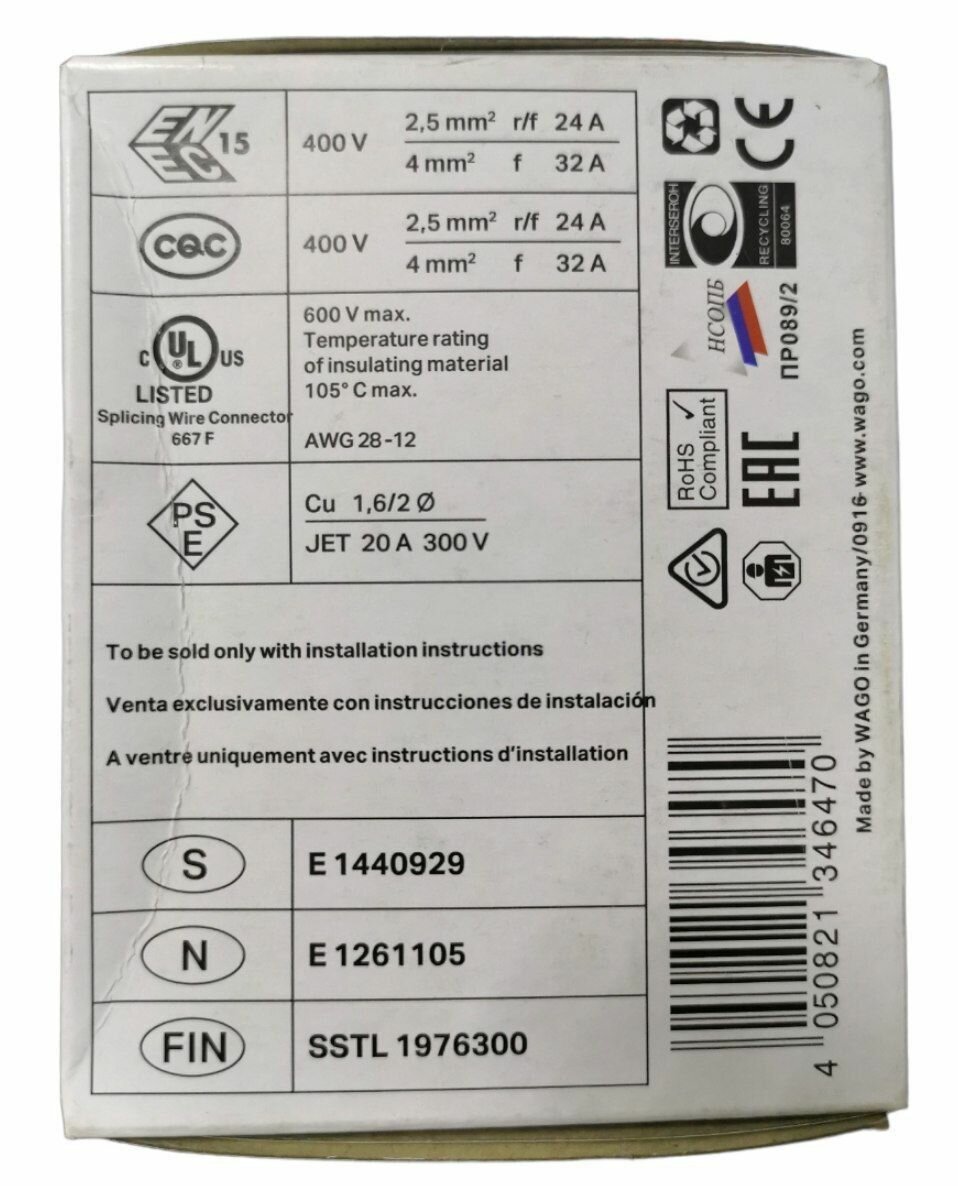 ENEC 15
400 V
2,5 mm² r/f 24 A
4 mm² f 32 A
CQC
400 V
2,5 mm² r/f 24 A
4 mm² f 32 A
C UL ® US
LISTED
Splicing Wire Connector
667 F
600 V max.
Temperature rating
of insulating material
105° C max.
AWG 28-12
PS
E
Cu 1,6/2 Ø
JET 20 A 300 V
To be sold only with installation instructions
Venta exclusivamente con instrucciones de instalación
A ventre uniquement avec instructions d'installation
S
E 1440929
N
E 1261105
FIN
SSTL 1976300
CE
INTERSEROH
RECYCLING
80064
НСОПБ
ПР089/2
RoHS
Compliant
EAC
4 050821 346470
Made by WAGO in Germany/0916 www.wago.com